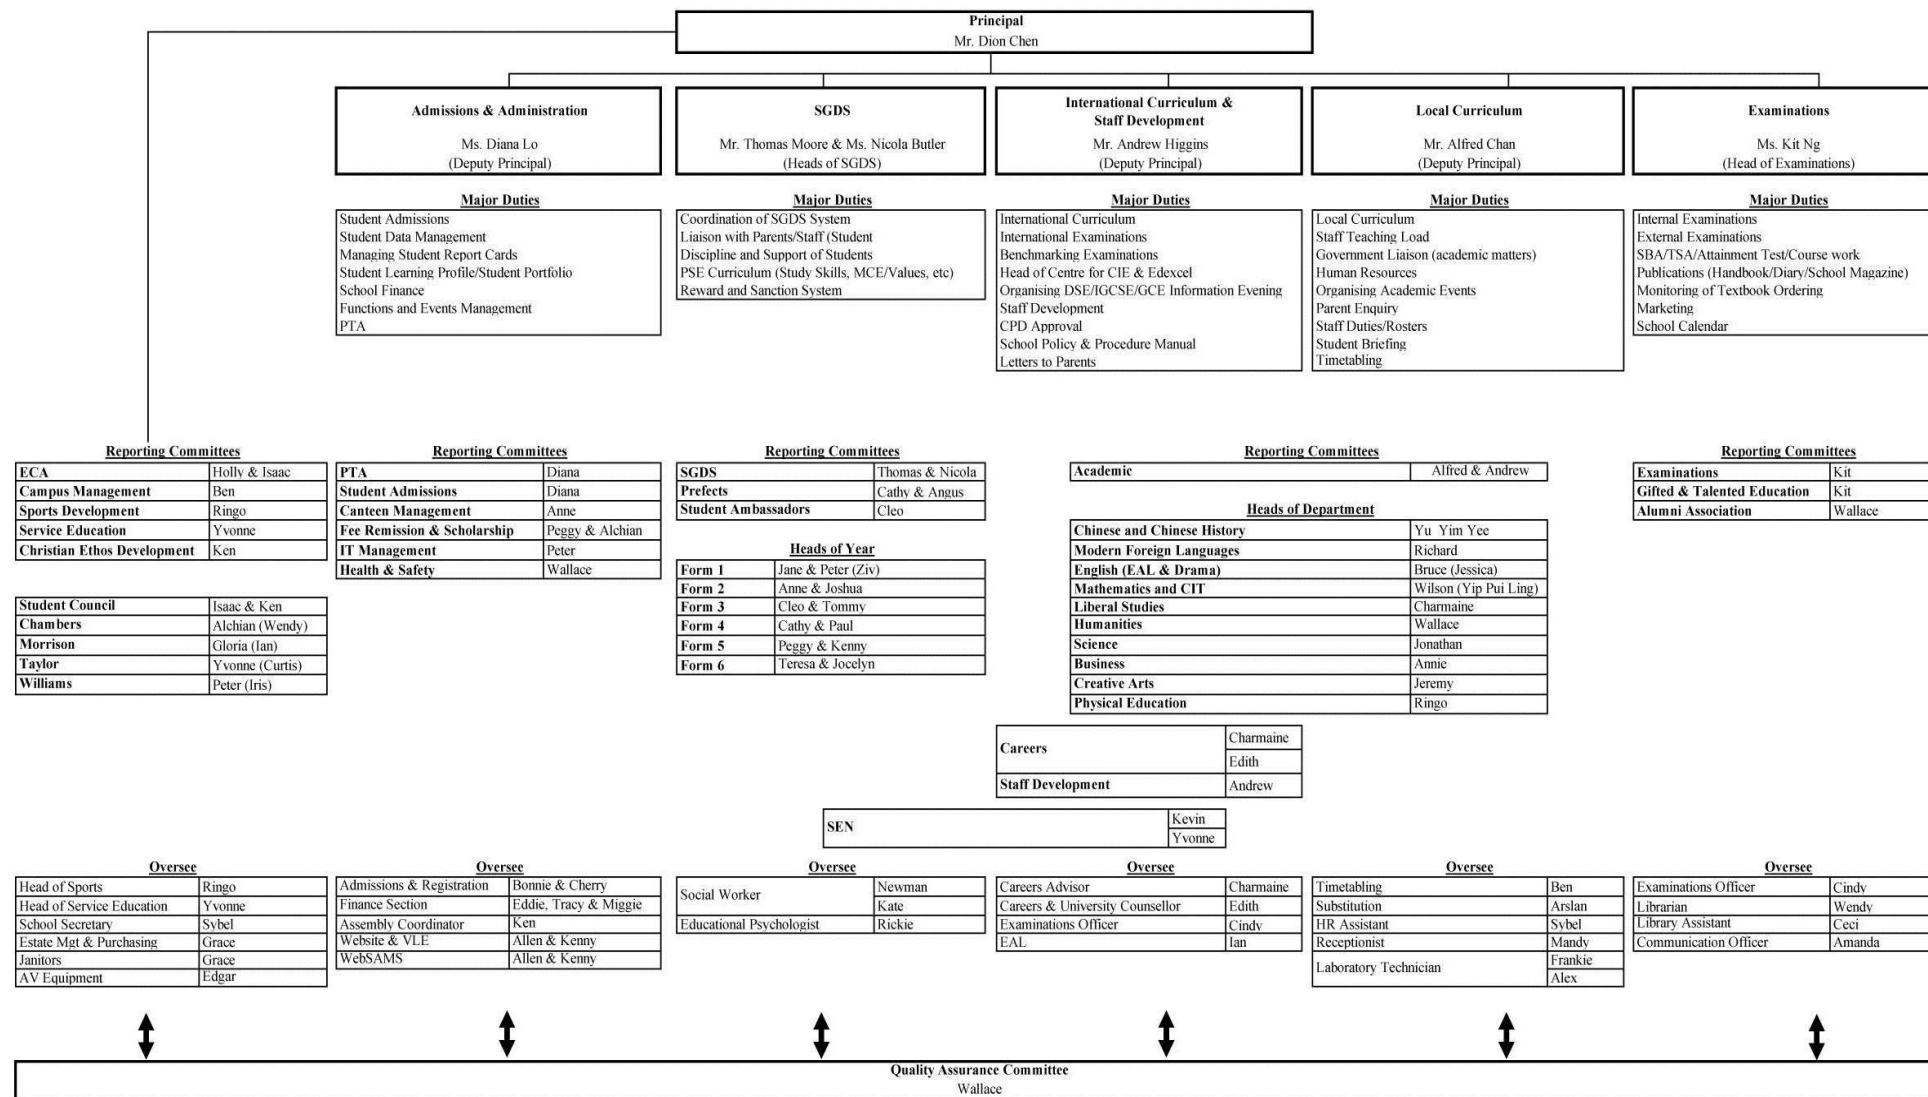 Principal
Mr. Dion Chen
Admissions & Administration
Ms. Diana Lo
(Deputy Principal)
SGDS
Mr. Thomas Moore & Ms. Nicola Butler
(Heads of SGDS)
International Curriculum &
Staff Development
Mr. Andrew Higgins
(Deputy Principal)
Local Curriculum
Mr. Alfred Chan
(Deputy Principal)
Examinations
Ms. Kit Ng
(Head of Examinations)
Major Duties
Student Admissions
Student Data Management
Managing Student Report Cards
Student Learning Profile/Student Portfolio
School Finance
Functions and Events Management
PTA
Major Duties
Coordination of SGDS System
Liaison with Parents/Staff (Student
Discipline and Support of Students
PSE Curriculum (Study Skills, MCE/Values, etc)
Reward and Sanction System
Major Duties
International Curriculum
International Examinations
Benchmarking Examinations
Head of Centre for CIE & Edexcel
Organising DSE/IGCSE/GCE Information Evening
Staff Development
CPD Approval
School Policy & Procedure Manual
Letters to Parents
Major Duties
Local Curriculum
Staff Teaching Load
Government Liaison (academic matters)
Human Resources
Organising Academic Events
Parent Enquiry
Staff Duties/Rosters
Student Briefing
Timetabling
Major Duties
Internal Examinations
External Examinations
SBA/TSA/Attainment Test/Course work
Publications (Handbook/Diary/School Magazine)
Monitoring of Textbook Ordering
Marketing
School Calendar
Reporting Committees
ECA Holly & Isaac
Campus Management Ben
Sports Development Ringo
Service Education Yvonne
Christian Ethos Development Ken
Student Council Isaac & Ken
Chambers Alchian (Wendy)
Morrison Gloria (Ian)
Taylor Yvonne (Curtis)
Williams Peter (Iris)
Reporting Committees
PTA Diana
Student Admissions Diana
Canteen Management Anne
Fee Remission & Scholarship Peggy & Alchian
IT Management Peter
Health & Safety Wallace
Reporting Committees
SGDS Thomas & Nicola
Prefects Cathy & Angus
Student Ambassadors Cleo
Heads of Year
Form 1 Jane & Peter (Ziv)
Form 2 Anne & Joshua
Form 3 Cleo & Tommy
Form 4 Cathy & Paul
Form 5 Peggy & Kenny
Form 6 Teresa & Jocelyn
Reporting Committees
Academic Alfred & Andrew
Heads of Department
Chinese and Chinese History Yu Yim Yee
Modern Foreign Languages Richard
English (EAL & Drama) Bruce (Jessica)
Mathematics and CIT Wilson (Yip Pui Ling)
Liberal Studies Charmaine
Humanities Wallace
Science Jonathan
Business Annie
Creative Arts Jeremy
Physical Education Ringo
Reporting Committees
Examinations Kit
Gifted & Talented Education Kit
Alumni Association Wallace
Careers Charmaine
Edith
Staff Development Andrew
SEN Kevin
Yvonne
Oversee
Head of Sports Ringo
Head of Service Education Yvonne
School Secretary Sybel
Estate Mgt & Purchasing Grace
Janitors Grace
AV Equipment Edgar
Oversee
Admissions & Registration Bonnie & Cherry
Finance Section Eddie, Tracy & Miggie
Assembly Coordinator Ken
Website & VLE Allen & Kenny
WebSAMS Allen & Kenny
Oversee
Social Worker Newman
Kate
Educational Psychologist Rickie
Oversee
Careers Advisor Charmaine
Careers & University Counsellor Edith
Examinations Officer Cindy
EAL Ian
Oversee
Timetabling Ben
Substitution Arslan
HR Assistant Sybel
Receptionist Mandy
Laboratory Technician Frankie
Alex
Oversee
Examinations Officer Cindy
Librarian Wendy
Library Assistant Ceci
Communication Officer Amanda
Quality Assurance Committee
Wallace